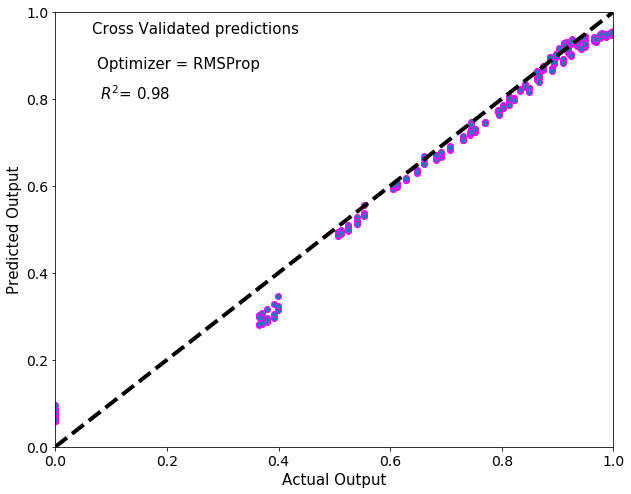 Cross Validated predictions
Optimizer = RMSProp
R²= 0.98
1.0
0.8
0.6
0.4
0.2
0.0
Predicted Output
0.0 0.2 0.4 0.6 0.8 1.0
Actual Output